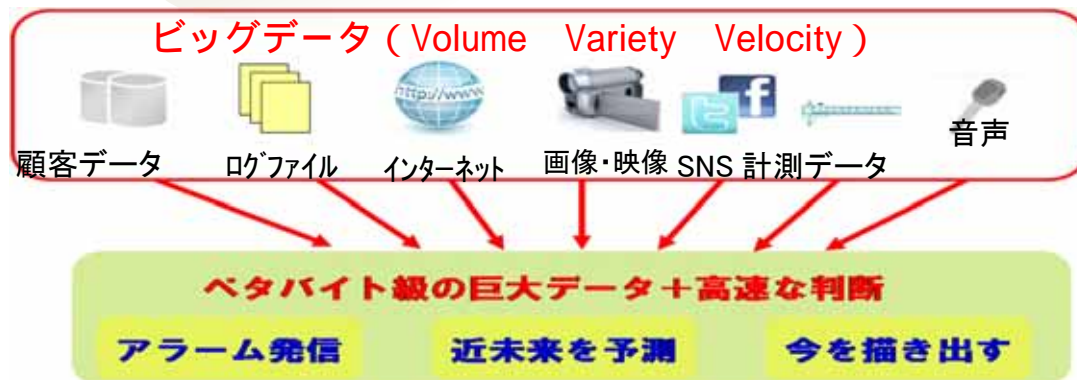 ビッグデータ（Volume Variety Velocity）
http://www
顧客データ ログファイル インターネット 画像・映像 SNS 計測データ 音声
ペタバイト級の巨大データ＋高速な判断
アラーム発信 近未来を予測 今を描き出す